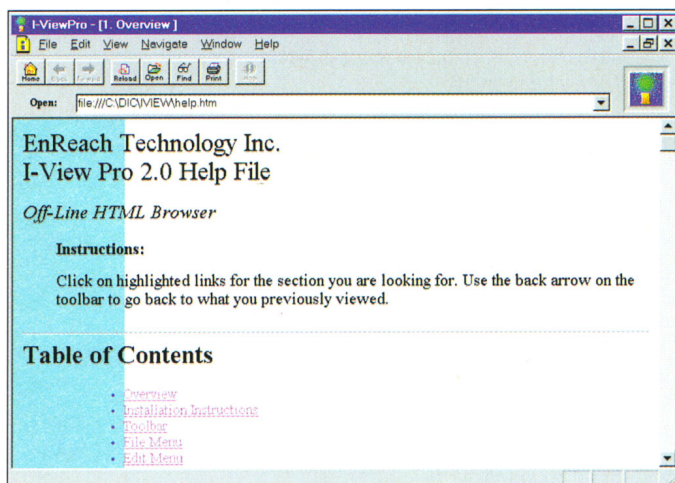 I-ViewPro - [1. Overview ]
File Edit View Navigate Window Help
Home Back Forward Reload Open Find Print Stop
Open: file:///C:\DIC\IVIEW\help.htm
EnReach Technology Inc.
I-View Pro 2.0 Help File
Off-Line HTML Browser
Instructions:
Click on highlighted links for the section you are looking for. Use the back arrow on the
toolbar to go back to what you previously viewed.
Table of Contents
• Overview
• Installation Instructions
• Toolbar
• File Menu
• Edit Menu